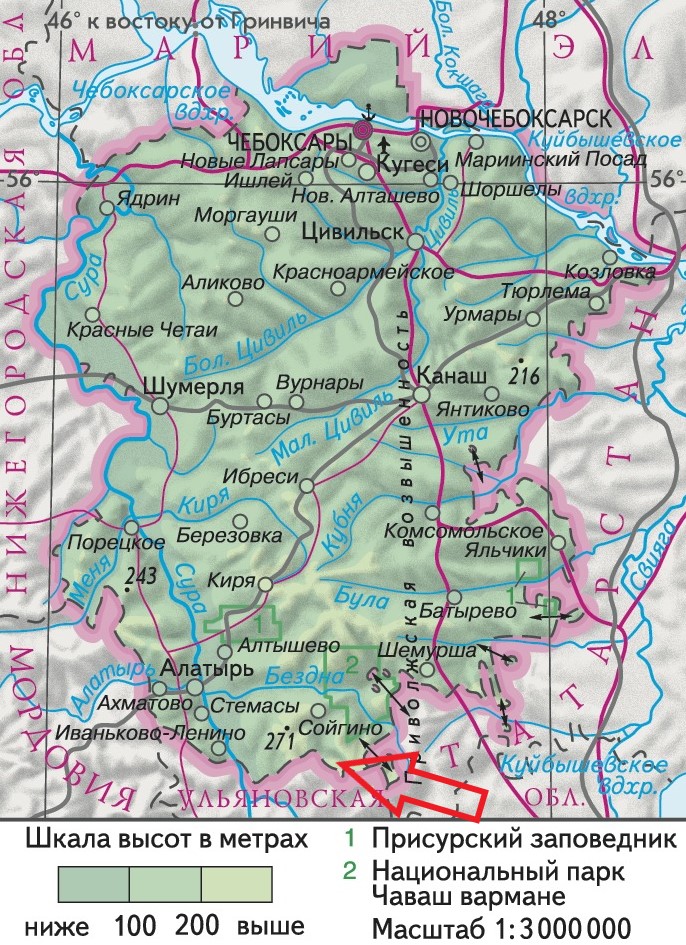 46° к востоку от Гринвича
48°
МАРИЙ ЭЛ
Бол. Кокшага
Чебоксарское
вдхр.
НОВОЧЕБОКСАРСК
ЧЕБОКСАРЫ
Куйбышевское
вдхр.
Новые Лапсары
Кугеси
Мариинский Посад
56°
Ишлей
Шоршелы
56°
Нов. Алташево
Ядрин
Моргауши
Цивильск
Цивиль
Сура
Аликово
Красноармейское
Козловка
Тюрлема
Урмары
Красные Четаи
Бол. Цивиль
216
Шумерля
Вурнары
Канаш
Буртасы
Янтиково
Мал. Цивиль
Ута
Ибреси
Киря
Кубня
Порецкое
Березовка
Комсомольское
Яльчики
Свияга
Меня
243
Сура
Киря
Була
Батырево
1
1
Алтышево
Шемурша
2
Алатырь
Алатырь
Бездна
Ахматово
Стемасы
Иваньково-Ленино
271
Сойгино
Приволжская возвышенность
НИЖЕГОРОДСКАЯ ОБЛ
МОРДОВИЯ
ТАТАРСТАН
Куйбышевское
вдхр.
УЛЬЯНОВСКАЯ ОБЛ.
Шкала высот в метрах
ниже 100 200 выше
1 Присурский заповедник
2 Национальный парк
Чаваш вармане
Масштаб 1: 3 000 000